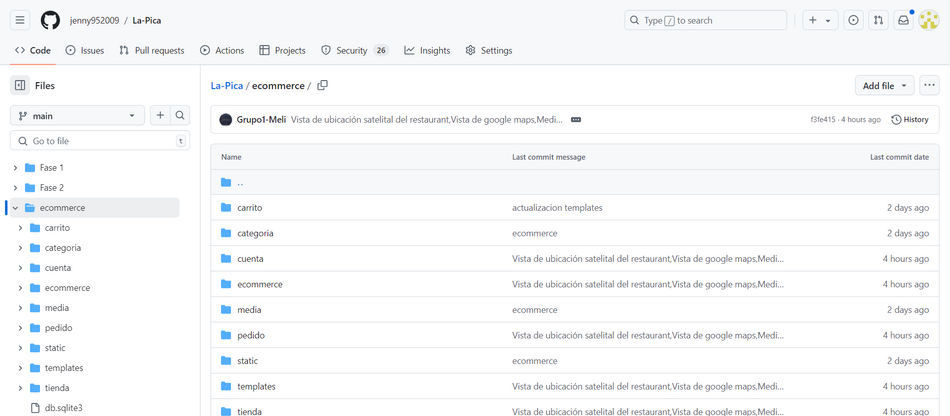 jenny952009 / La-Pica
Type / to search
Code
Issues
Pull requests
Actions
Projects
Security 26
Insights
Settings
Files
La-Pica / ecommerce /
Add file
main
Grupo1-Meli Vista de ubicación satelital del restaurant,Vista de google maps,Medi...
f3fe415 · 4 hours ago
History
Go to file t
Name Last commit message Last commit date
Fase 1
Fase 2
ecommerce
carrito
categoria
cuenta
ecommerce
media
pedido
static
templates
tienda
db.sqlite3
..
carrito actualizacion templates 2 days ago
categoria ecommerce 2 days ago
cuenta Vista de ubicación satelital del restaurant,Vista de google maps,Medi... 4 hours ago
ecommerce Vista de ubicación satelital del restaurant,Vista de google maps,Medi... 4 hours ago
media ecommerce 2 days ago
pedido Vista de ubicación satelital del restaurant,Vista de google maps,Medi... 4 hours ago
static ecommerce 2 days ago
templates Vista de ubicación satelital del restaurant,Vista de google maps,Medi... 4 hours ago
tienda Vista de ubicación satelital del restaurant,Vista de google maps,Medi... 4 hours ago